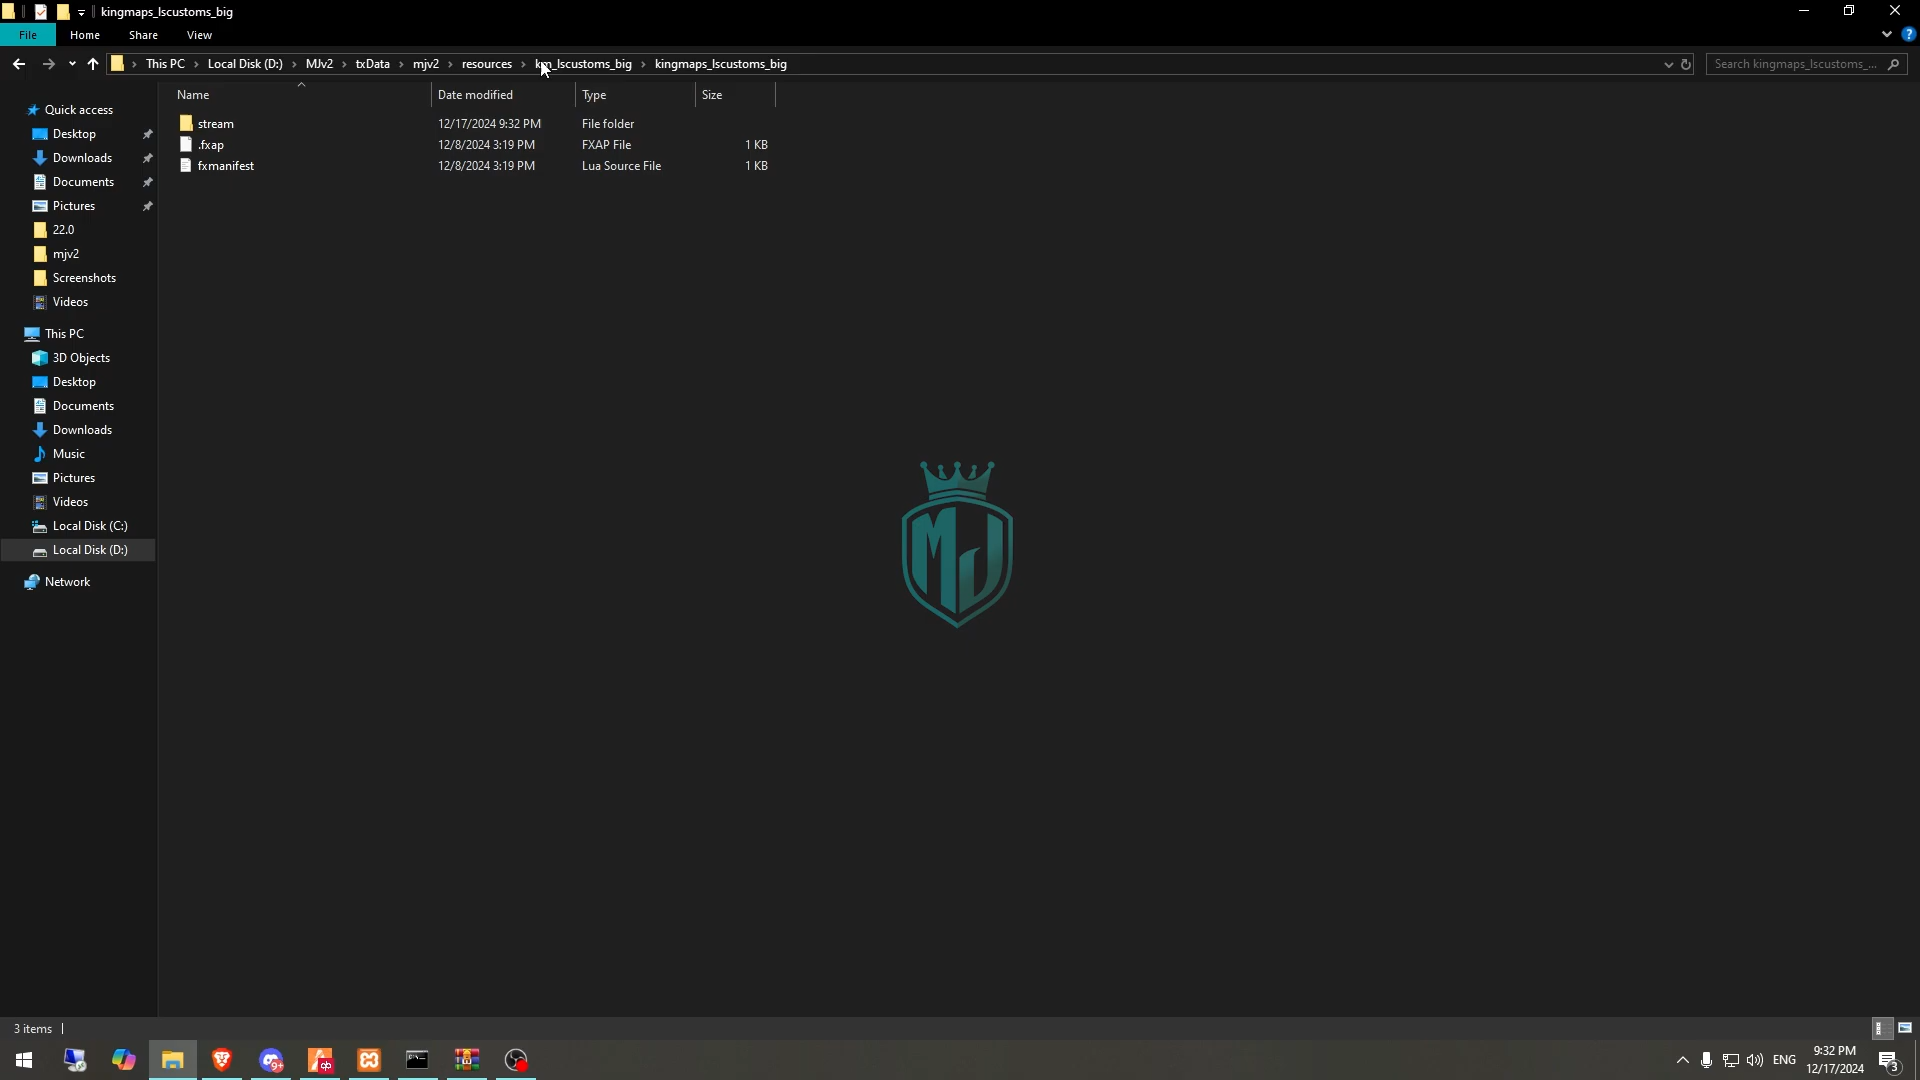 kingmaps_lscustoms_big
File Home Share View
This PC Local Disk (D:) MJv2 txData mjv2 resources km_lscustoms_big kingmaps_lscustoms_big
Search kingmaps_lscustoms_...
Name Date modified Type Size
stream 12/17/2024 9:32 PM File folder
.fxap 12/8/2024 3:19 PM FXAP File 1 KB
fxmanifest 12/8/2024 3:19 PM Lua Source File 1 KB
Quick access
Desktop
Downloads
Documents
Pictures
22.0
mjv2
Screenshots
Videos
This PC
3D Objects
Desktop
Documents
Downloads
Music
Pictures
Videos
Local Disk (C:)
Local Disk (D:)
Network
MJ
3 items
9+
ENG
9:32 PM
12/17/2024
3